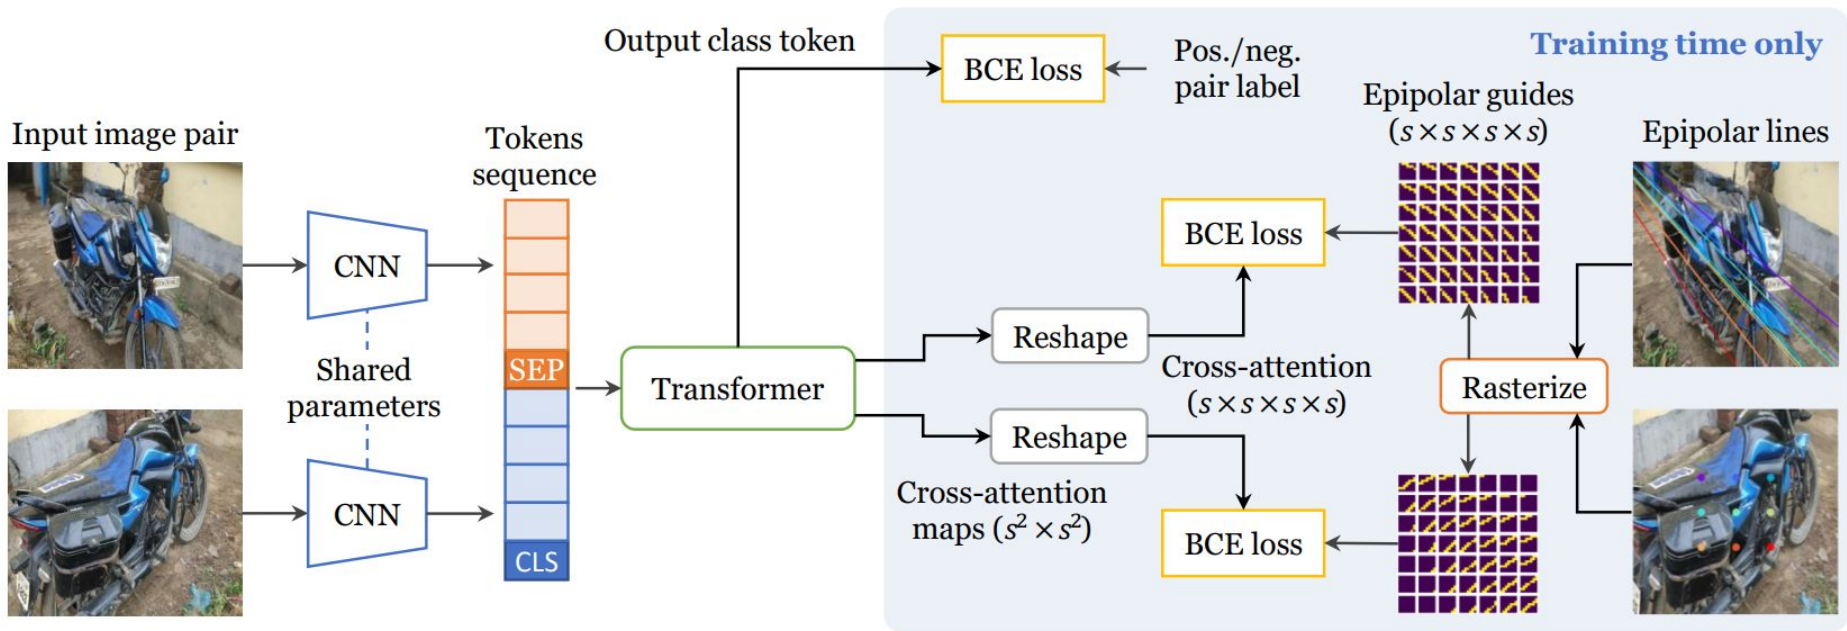 Output class token
BCE loss
Pos./neg.
pair label
Training time only
Epipolar guides
(s×s×s×s)
Epipolar lines
Input image pair
Tokens
sequence
CNN
BCE loss
Reshape
SEP
Shared
parameters
Transformer
Cross-attention
(s×s×s×s)
Rasterize
Reshape
CNN
Cross-attention
maps (s² × s²)
BCE loss
CLS